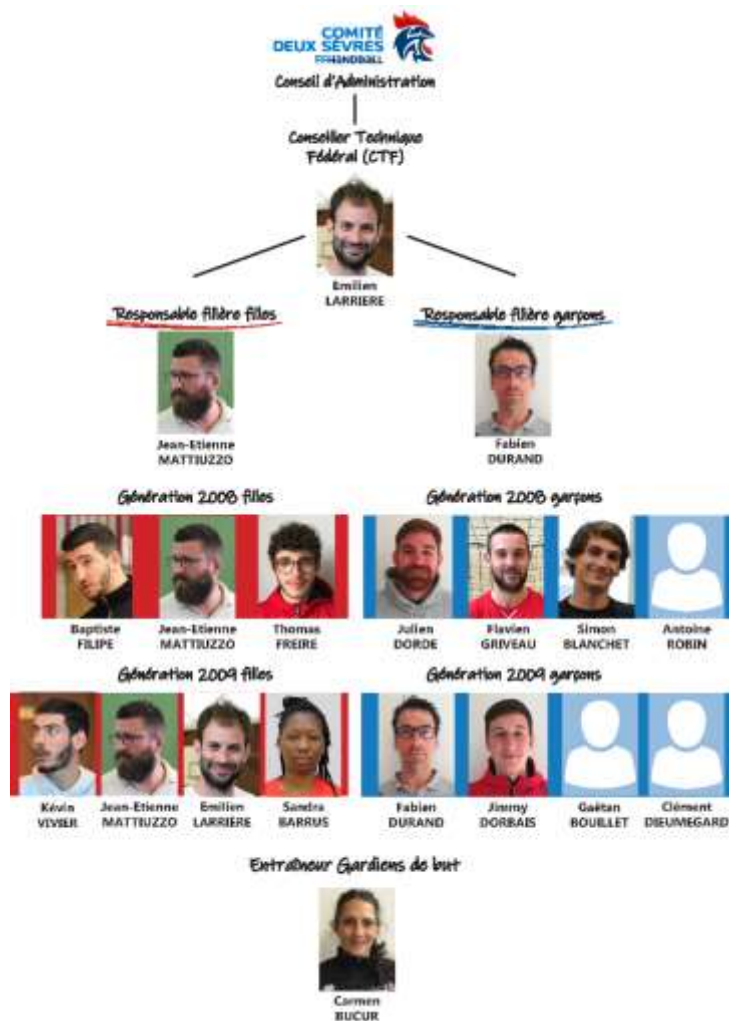 COMITÉ
DEUX SÈVRES
FFHANDBALL
Conseil d'Administration
Conseiller Technique
Fédéral (CTF)
Emilien
LARRIERE
Responsable filière filles
Responsable filière garçons
Jean-Etienne
MATTIUZZO
Fabien
DURAND
Génération 2008 filles
Génération 2008 garçons
Baptiste
FILIPE
Jean-Etienne
MATTIUZZO
Thomas
FREIRE
Julien
DORDE
Flavien
GRIVEAU
Simon
BLANCHET
Antoine
ROBIN
Génération 2009 filles
Génération 2009 garçons
Kévin
VIVIER
Jean-Etienne
MATTIUZZO
Emilien
LARRIERE
Sandra
BARRUS
Fabien
DURAND
Jimmy
DORBAIS
Gaëtan
BOUILLET
Clément
DIEUMEGARD
Entraîneur Gardiens de but
Carmen
BUCUR